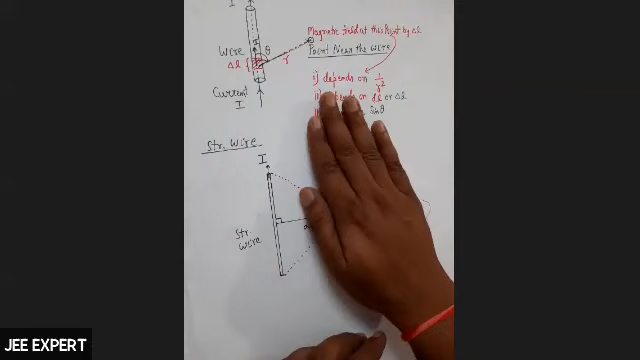 I
Magnetic field at this point by Δl
Point Near the wire
Wire
I
θ
Δl
r
i) depends on 1/r²
Current
I
ii) depends on dl or Δl
sinθ
Str. Wire
I
Str.
wire
JEE EXPERT